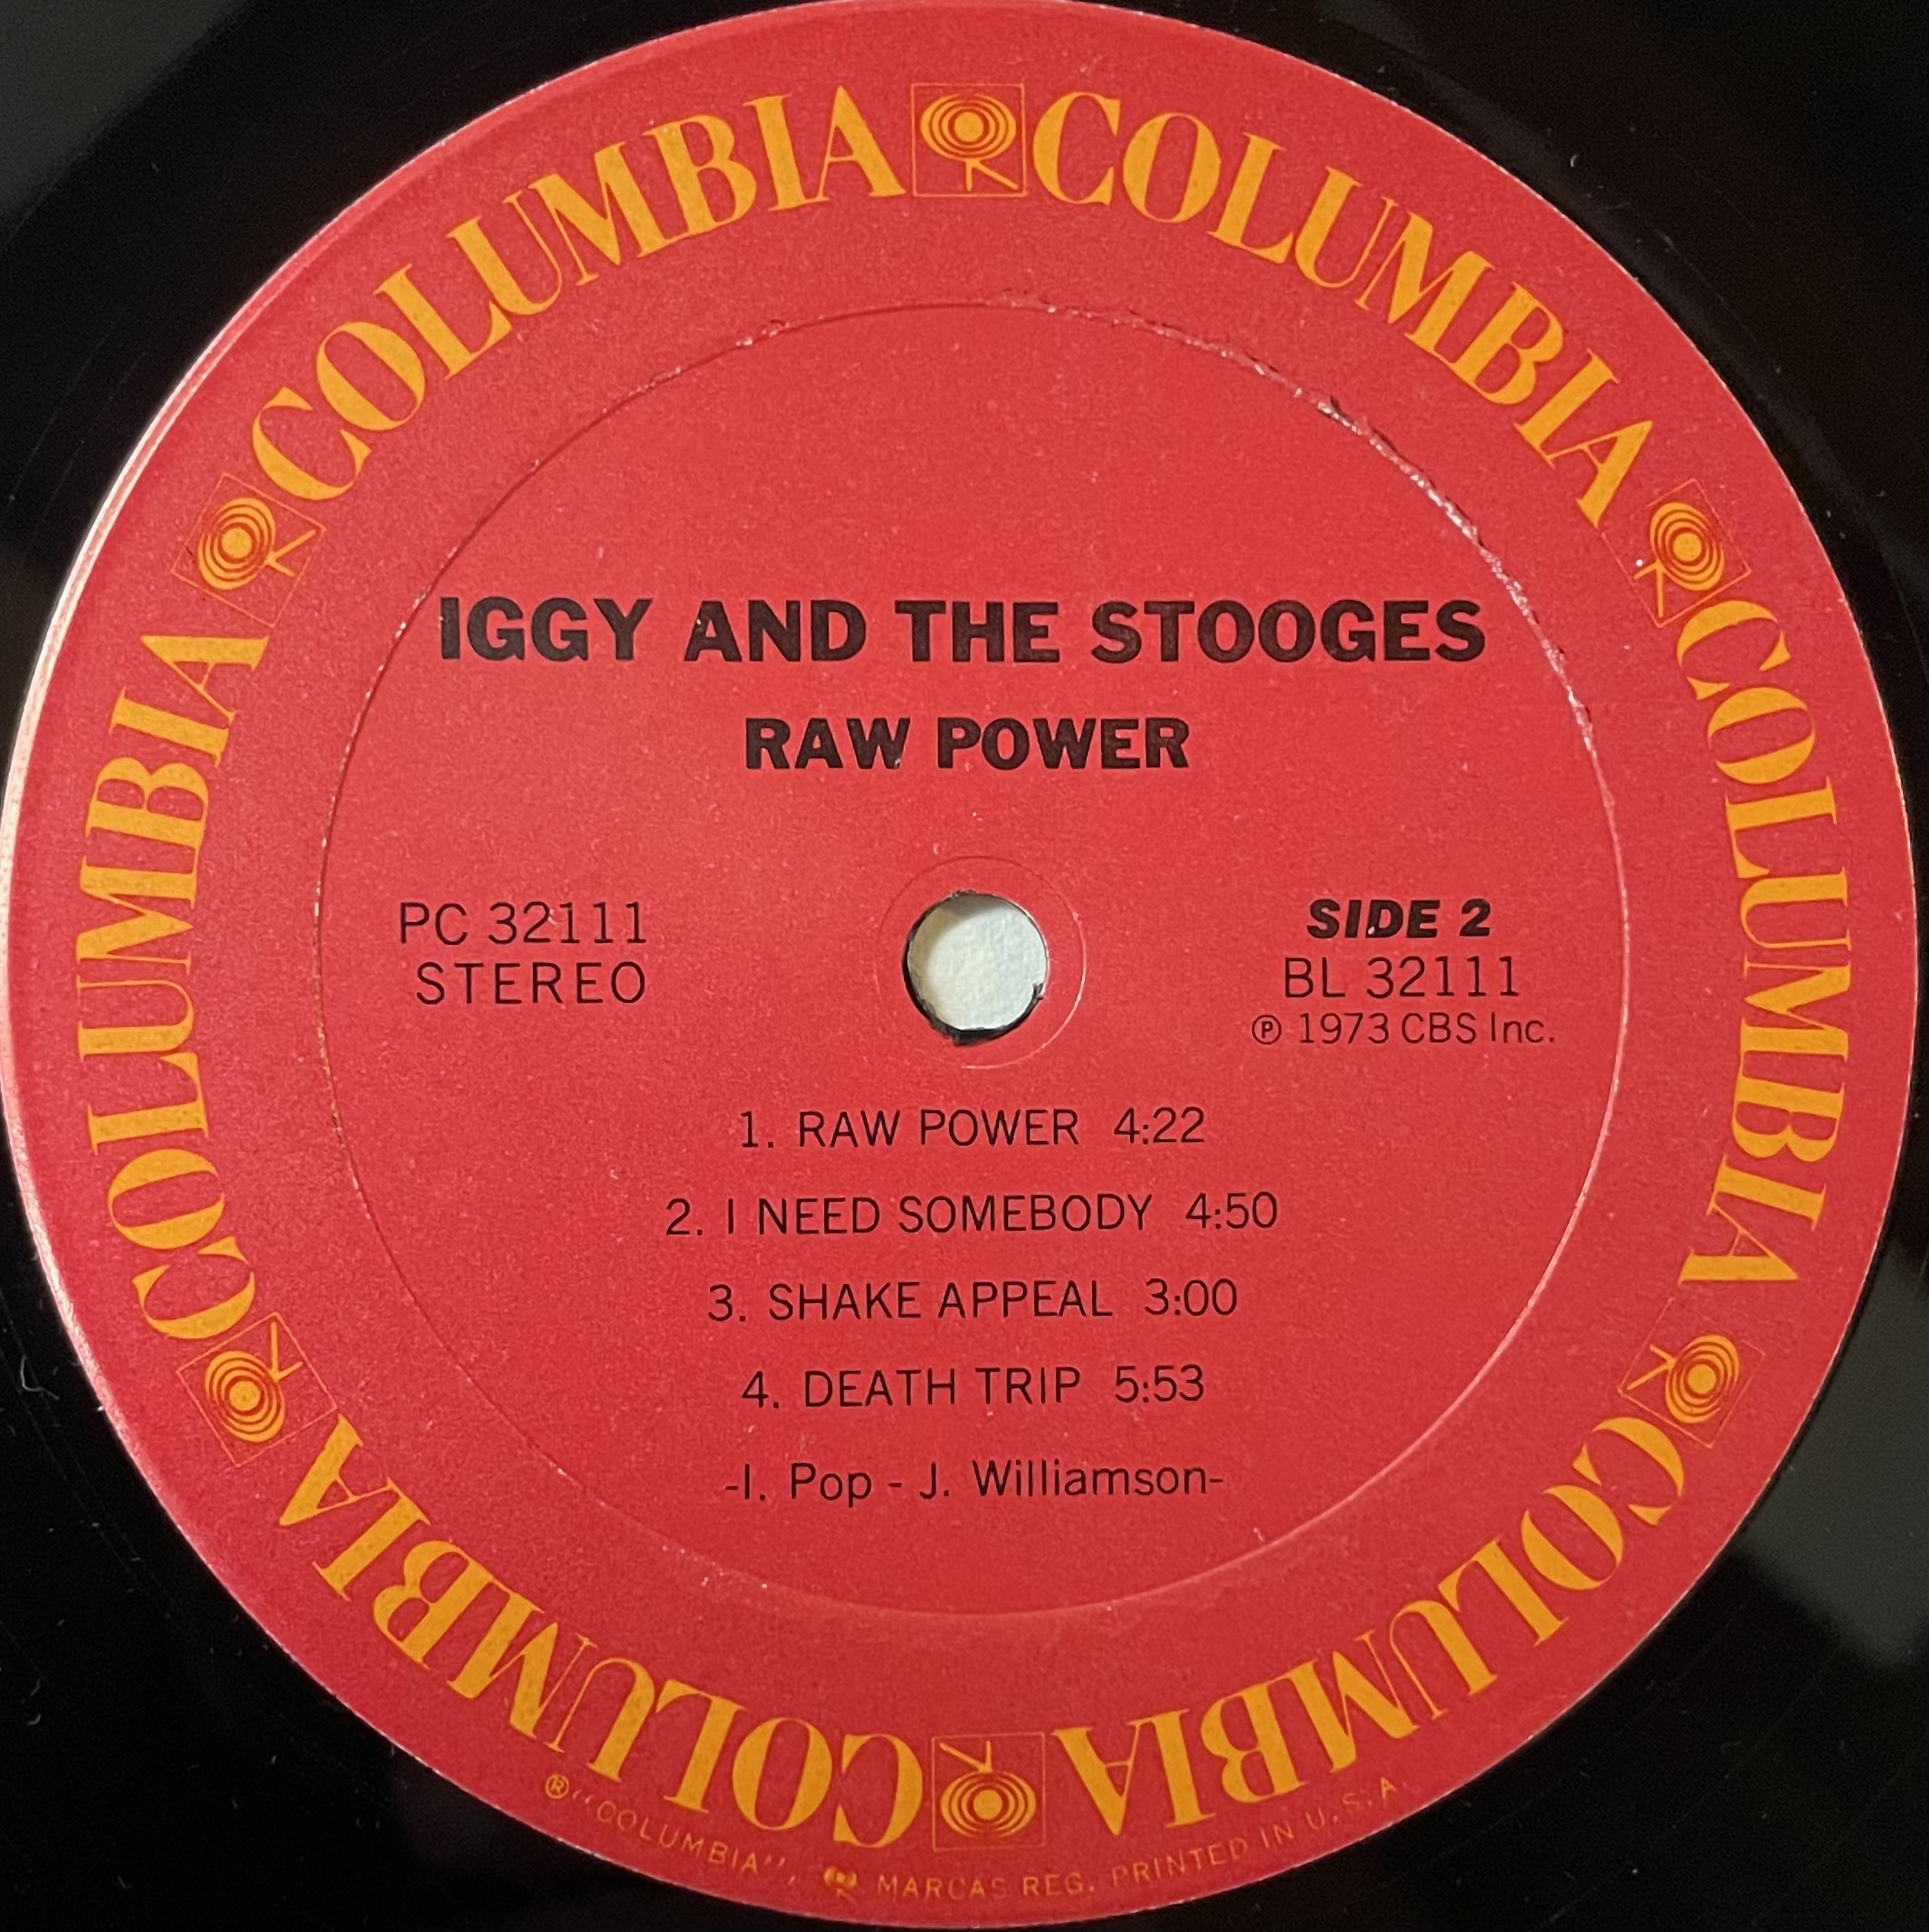 COLUMBIA COLUMBIA COLUMBIA COLUMBIA COLUMBIA COLUMBIA
IGGY AND THE STOOGES
RAW POWER
PC 32111
STEREO
SIDE 2
BL 32111
℗ 1973 CBS Inc.
1. RAW POWER 4:22
2. I NEED SOMEBODY 4:50
3. SHAKE APPEAL 3:00
4. DEATH TRIP 5:53
-I. Pop - J. Williamson-
®"COLUMBIA", MARCAS REG. PRINTED IN U.S.A.